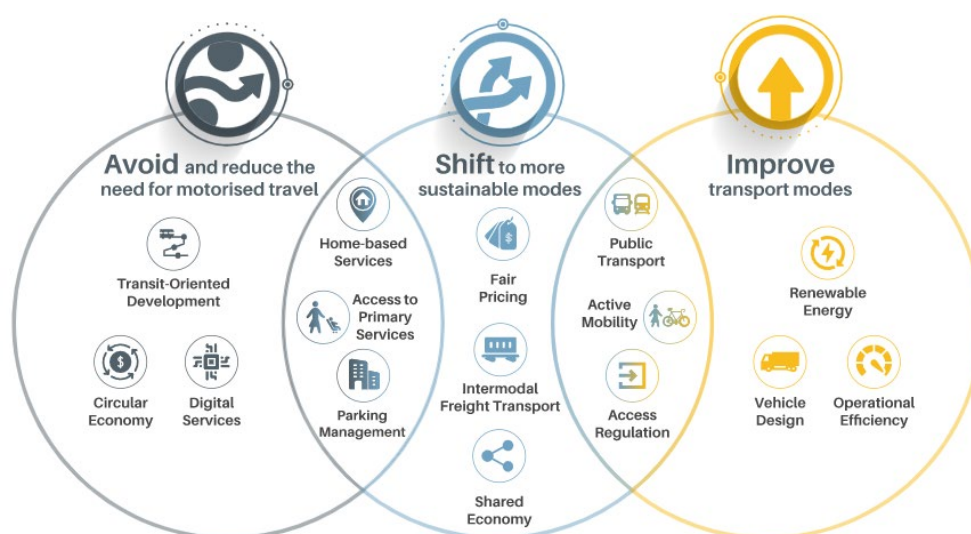 Avoid and reduce the
need for motorised travel
Shift to more
sustainable modes
Improve
transport modes
Transit-Oriented
Development
Circular
Economy
Digital
Services
Home-based
Services
Access to
Primary
Services
Parking
Management
Fair
Pricing
Intermodal
Freight Transport
Shared
Economy
Public
Transport
Active
Mobility
Access
Regulation
Renewable
Energy
Vehicle
Design
Operational
Efficiency